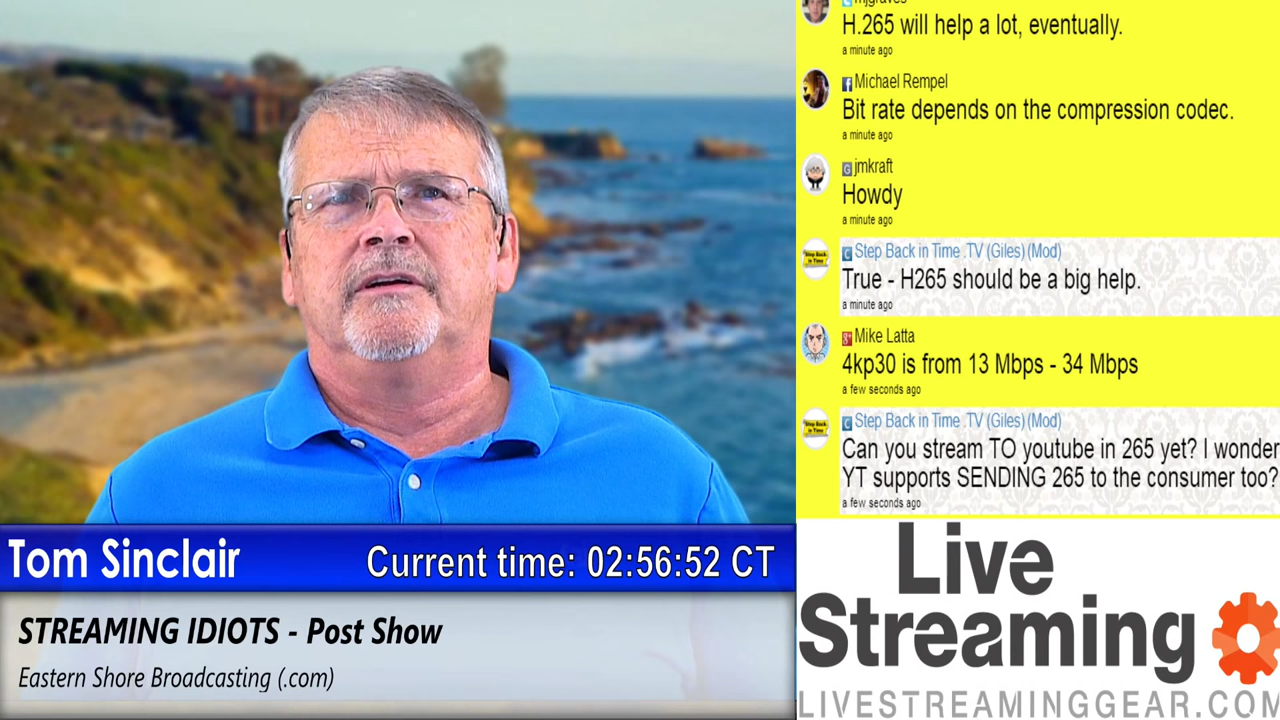 Tom Sinclair
Current time: 02:56:52 CT
STREAMING IDIOTS - Post Show
Eastern Shore Broadcasting (.com)
mjgraves
H.265 will help a lot, eventually.
a minute ago
Michael Rempel
Bit rate depends on the compression codec.
a minute ago
jmkraft
Howdy
a minute ago
Step Back in Time .TV (Giles) (Mod)
True - H265 should be a big help.
a minute ago
Mike Latta
4kp30 is from 13 Mbps - 34 Mbps
a few seconds ago
Step Back in Time .TV (Giles) (Mod)
Can you stream TO youtube in 265 yet? I wonder
YT supports SENDING 265 to the consumer too?
a few seconds ago
Live
Streaming
LIVESTREAMINGGEAR.COM